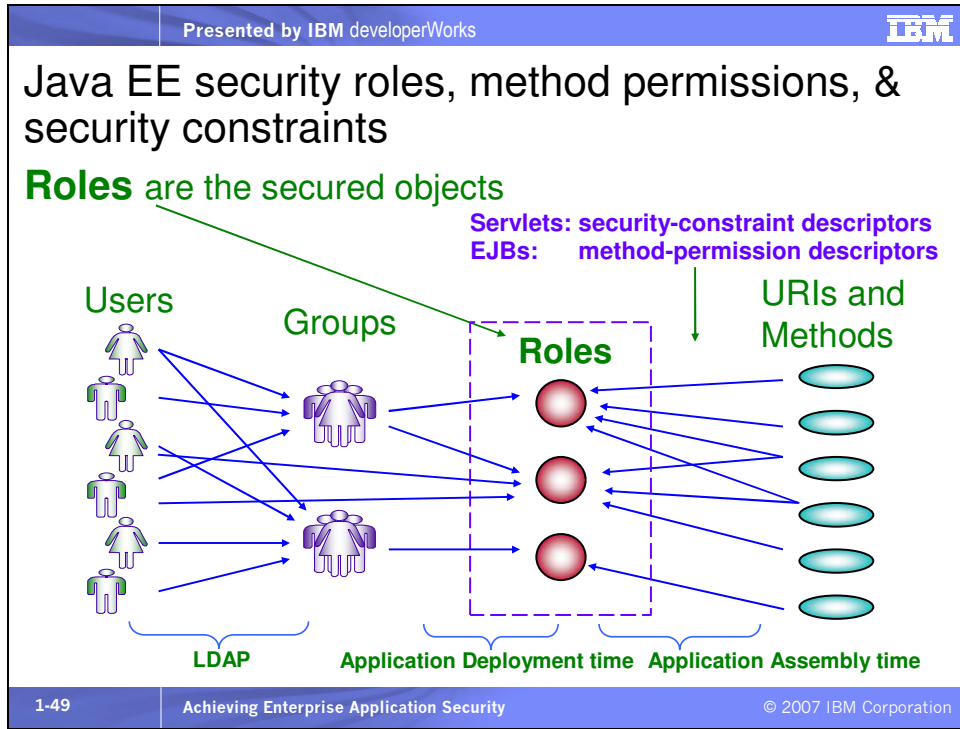 Presented by IBM developerWorks
IBM
Java EE security roles, method permissions, &
security constraints
Roles are the secured objects
Servlets: security-constraint descriptors
EJBs: method-permission descriptors
Users
Groups
Roles
URIs and
Methods
LDAP
Application Deployment time
Application Assembly time
1-49
Achieving Enterprise Application Security
© 2007 IBM Corporation